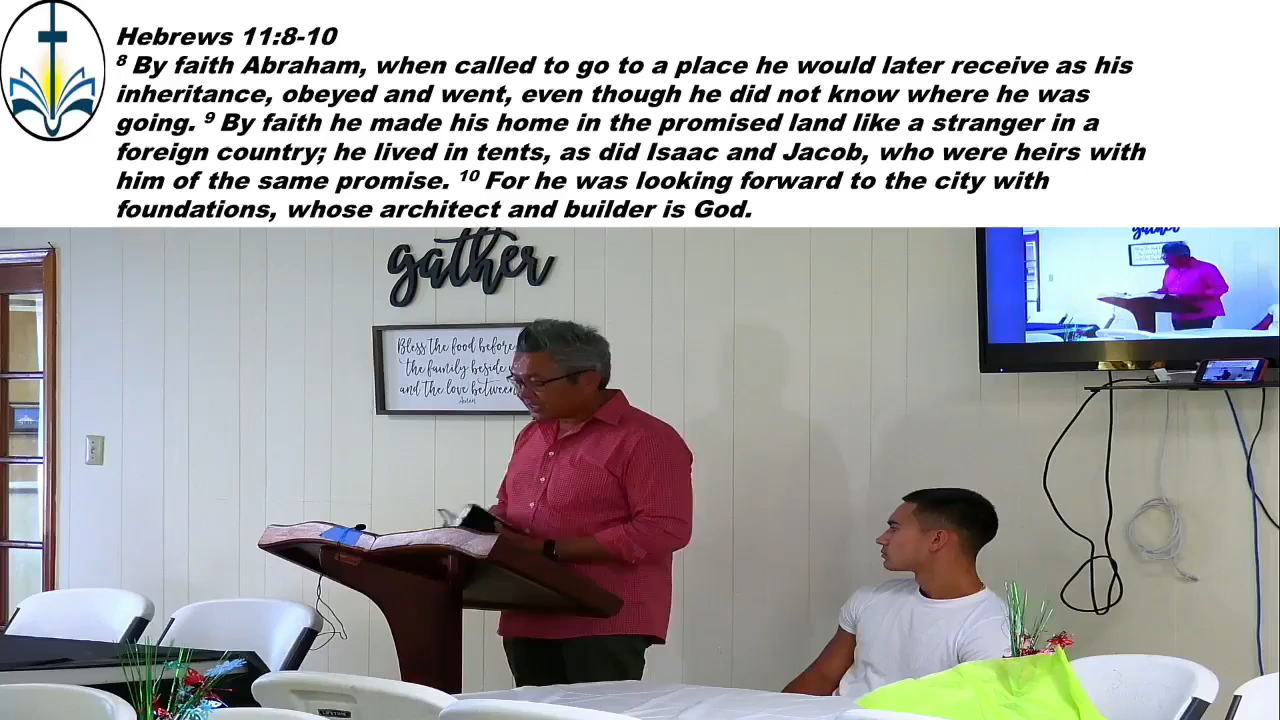 Hebrews 11:8-10
8 By faith Abraham, when called to go to a place he would later receive as his
inheritance, obeyed and went, even though he did not know where he was
going. 9 By faith he made his home in the promised land like a stranger in a
foreign country; he lived in tents, as did Isaac and Jacob, who were heirs with
him of the same promise. 10 For he was looking forward to the city with
foundations, whose architect and builder is God.
gather
Bless the food before
the family beside
and the love between
Amen
gather
LIFETIME